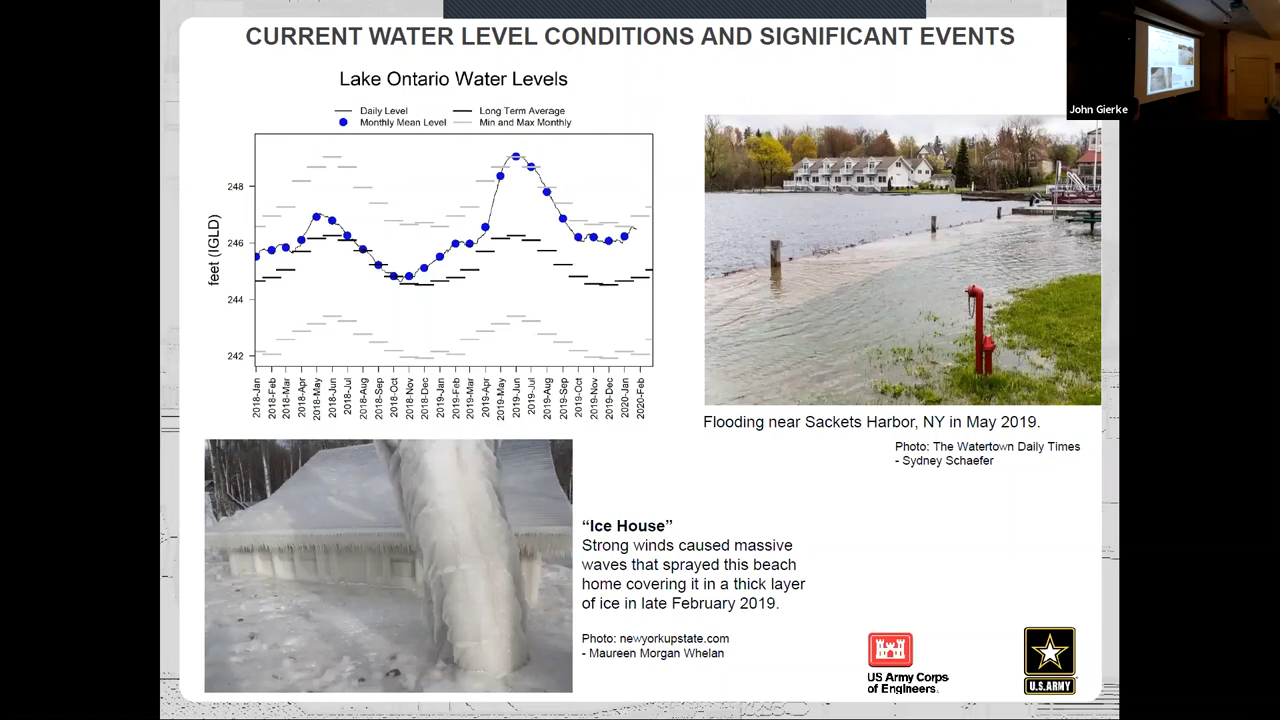 CURRENT WATER LEVEL CONDITIONS AND SIGNIFICANT EVENTS
John Gierke
Lake Ontario Water Levels
Daily Level
Long Term Average
Monthly Mean Level
Min and Max Monthly
feet (IGLD)
248
246
244
242
2018-Jan
2018-Feb
2018-Mar
2018-Apr
2018-May
2018-Jun
2018-Jul
2018-Aug
2018-Sep
2018-Oct
2018-Nov
2018-Dec
2019-Jan
2019-Feb
2019-Mar
2019-Apr
2019-May
2019-Jun
2019-Jul
2019-Aug
2019-Sep
2019-Oct
2019-Nov
2019-Dec
2020-Jan
2020-Feb
Flooding near Sackets Harbor, NY in May 2019.
Photo: The Watertown Daily Times
- Sydney Schaefer
“Ice House”
Strong winds caused massive
waves that sprayed this beach
home covering it in a thick layer
of ice in late February 2019.
Photo: newyorkupstate.com
- Maureen Morgan Whelan
US Army Corps
of Engineers.
U.S.ARMY